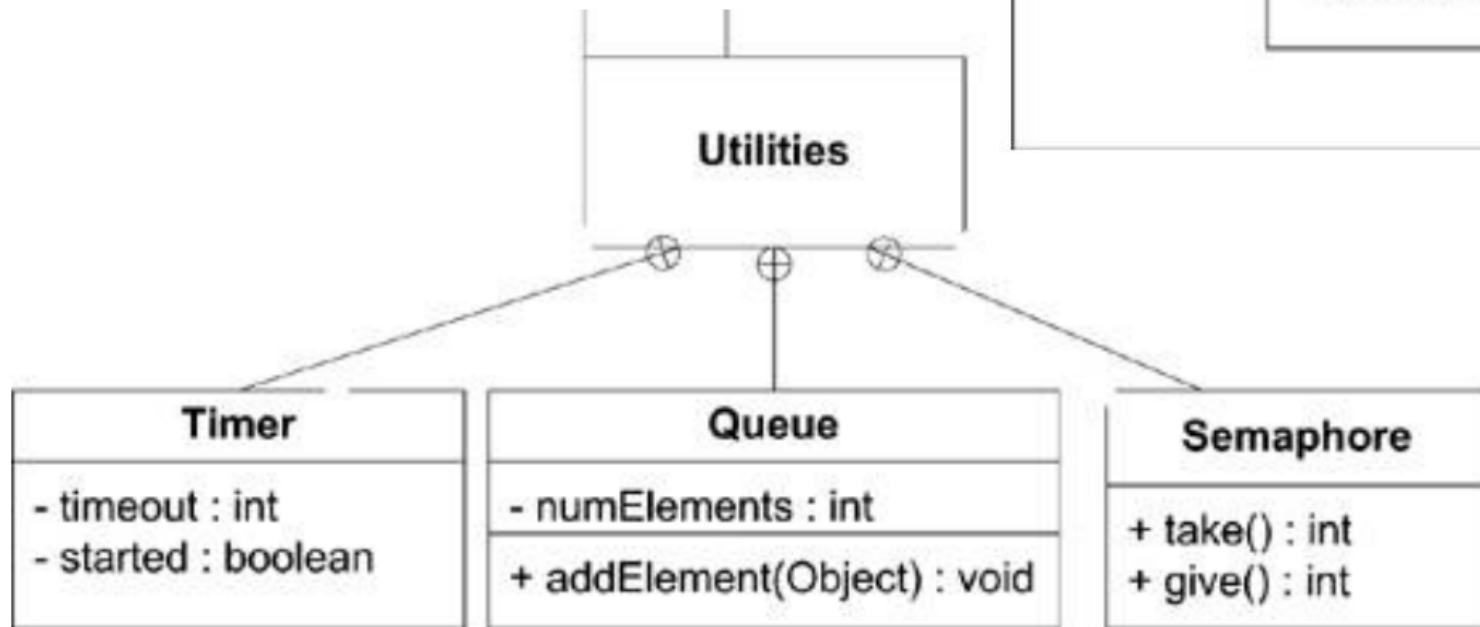 Utilities
Timer
- timeout : int
- started : boolean
Queue
- numElements : int
+ addElement(Object) : void
Semaphore
+ take() : int
+ give() : int